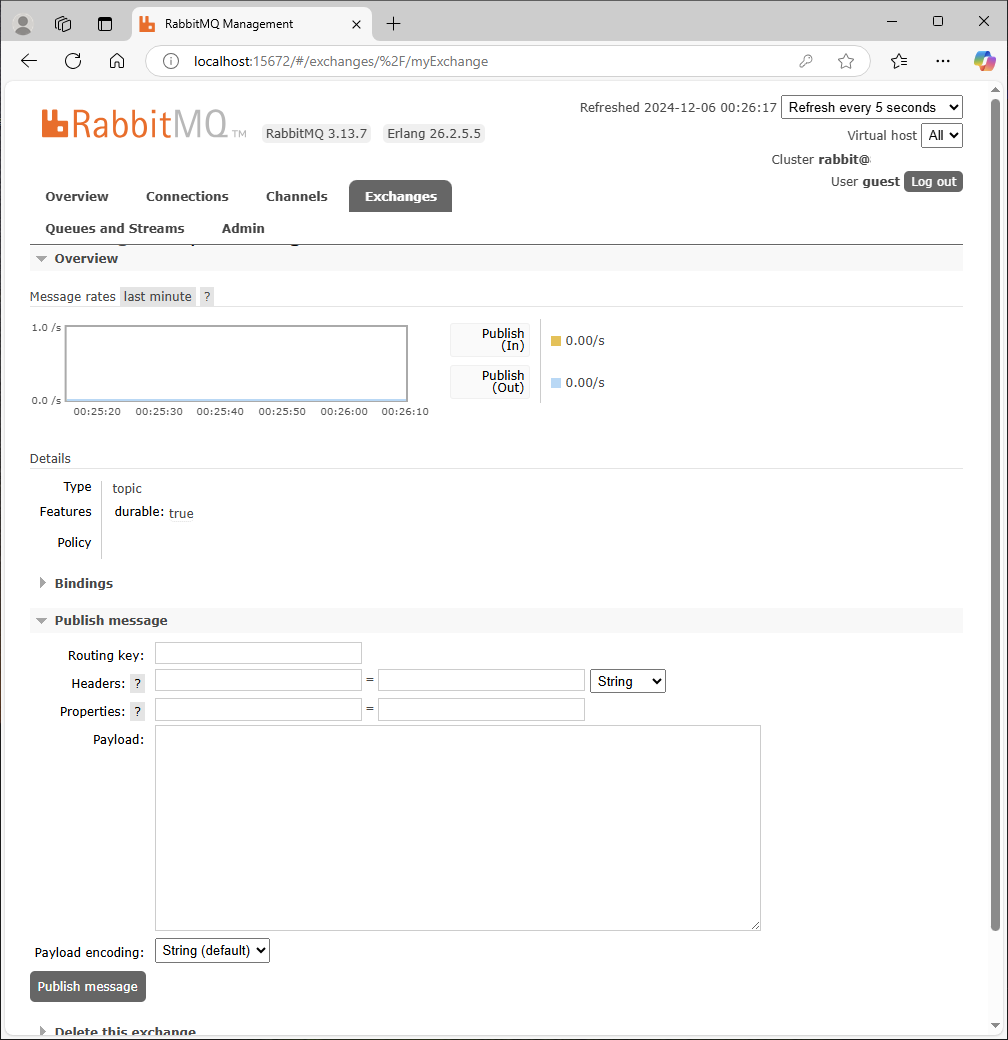 RabbitMQ Management
localhost:15672/#/exchanges/%2F/myExchange
Refreshed 2024-12-06 00:26:17 Refresh every 5 seconds
RabbitMQ TM RabbitMQ 3.13.7 Erlang 26.2.5.5
Virtual host All
Cluster rabbit@
User guest Log out
Overview Connections Channels Exchanges
Queues and Streams Admin
Overview
Message rates last minute ?
1.0 /s
0.0 /s
00:25:20 00:25:30 00:25:40 00:25:50 00:26:00 00:26:10
Publish
(In)
0.00/s
Publish
(Out)
0.00/s
Details
Type topic
Features durable: true
Policy
Bindings
Publish message
Routing key:
Headers: ? = String
Properties: ? =
Payload:
Payload encoding: String (default)
Publish message
Delete this exchange